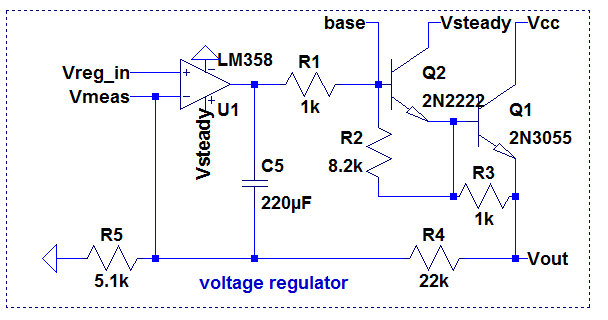 base
Vsteady
Vcc
LM358
Vreg_in
+
−
Vmeas
−
+
U1
Vsteady
R1
1k
Q2
2N2222
Q1
2N3055
R2
8.2k
R3
1k
C5
220µF
R5
5.1k
R4
22k
Vout
voltage regulator